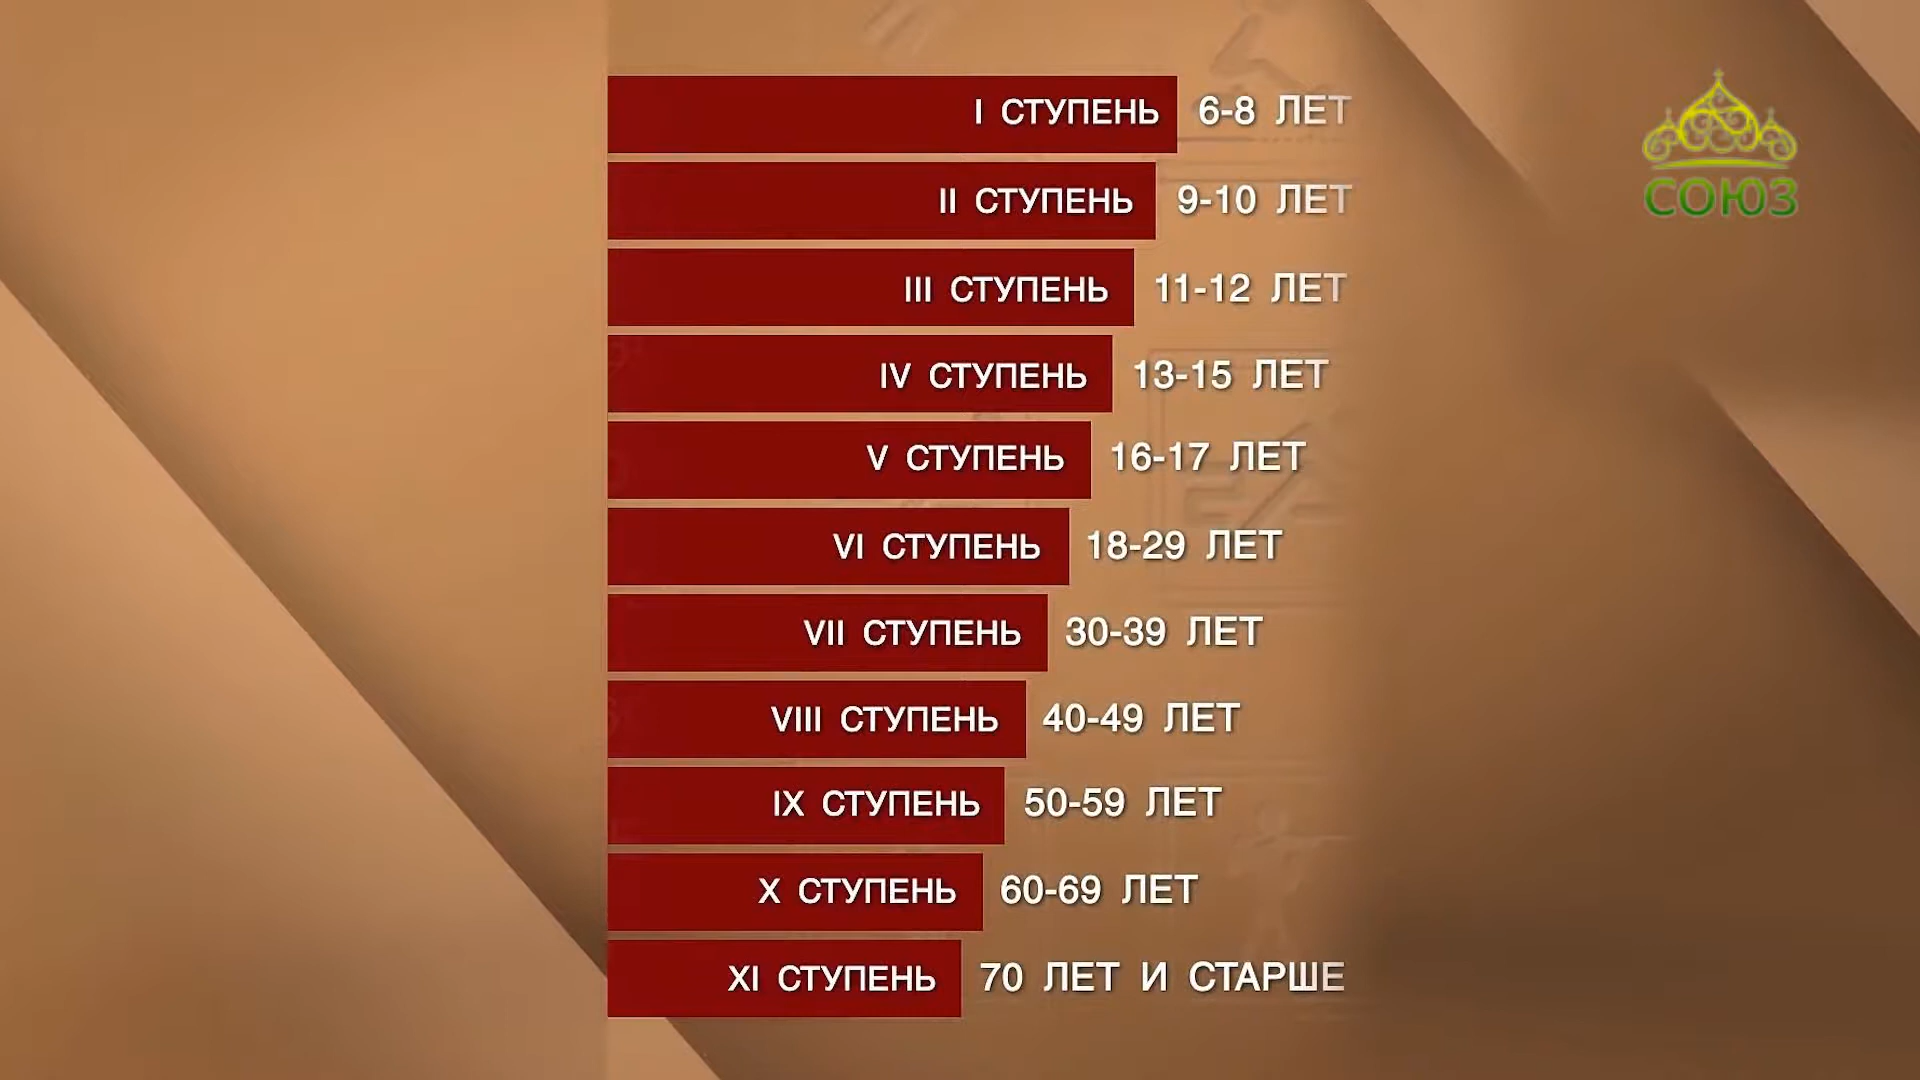 I СТУПЕНЬ 6-8 ЛЕТ
II СТУПЕНЬ 9-10 ЛЕТ
III СТУПЕНЬ 11-12 ЛЕТ
IV СТУПЕНЬ 13-15 ЛЕТ
V СТУПЕНЬ 16-17 ЛЕТ
VI СТУПЕНЬ 18-29 ЛЕТ
VII СТУПЕНЬ 30-39 ЛЕТ
VIII СТУПЕНЬ 40-49 ЛЕТ
IX СТУПЕНЬ 50-59 ЛЕТ
X СТУПЕНЬ 60-69 ЛЕТ
XI СТУПЕНЬ 70 ЛЕТ И СТАРШЕ
СОЮЗ